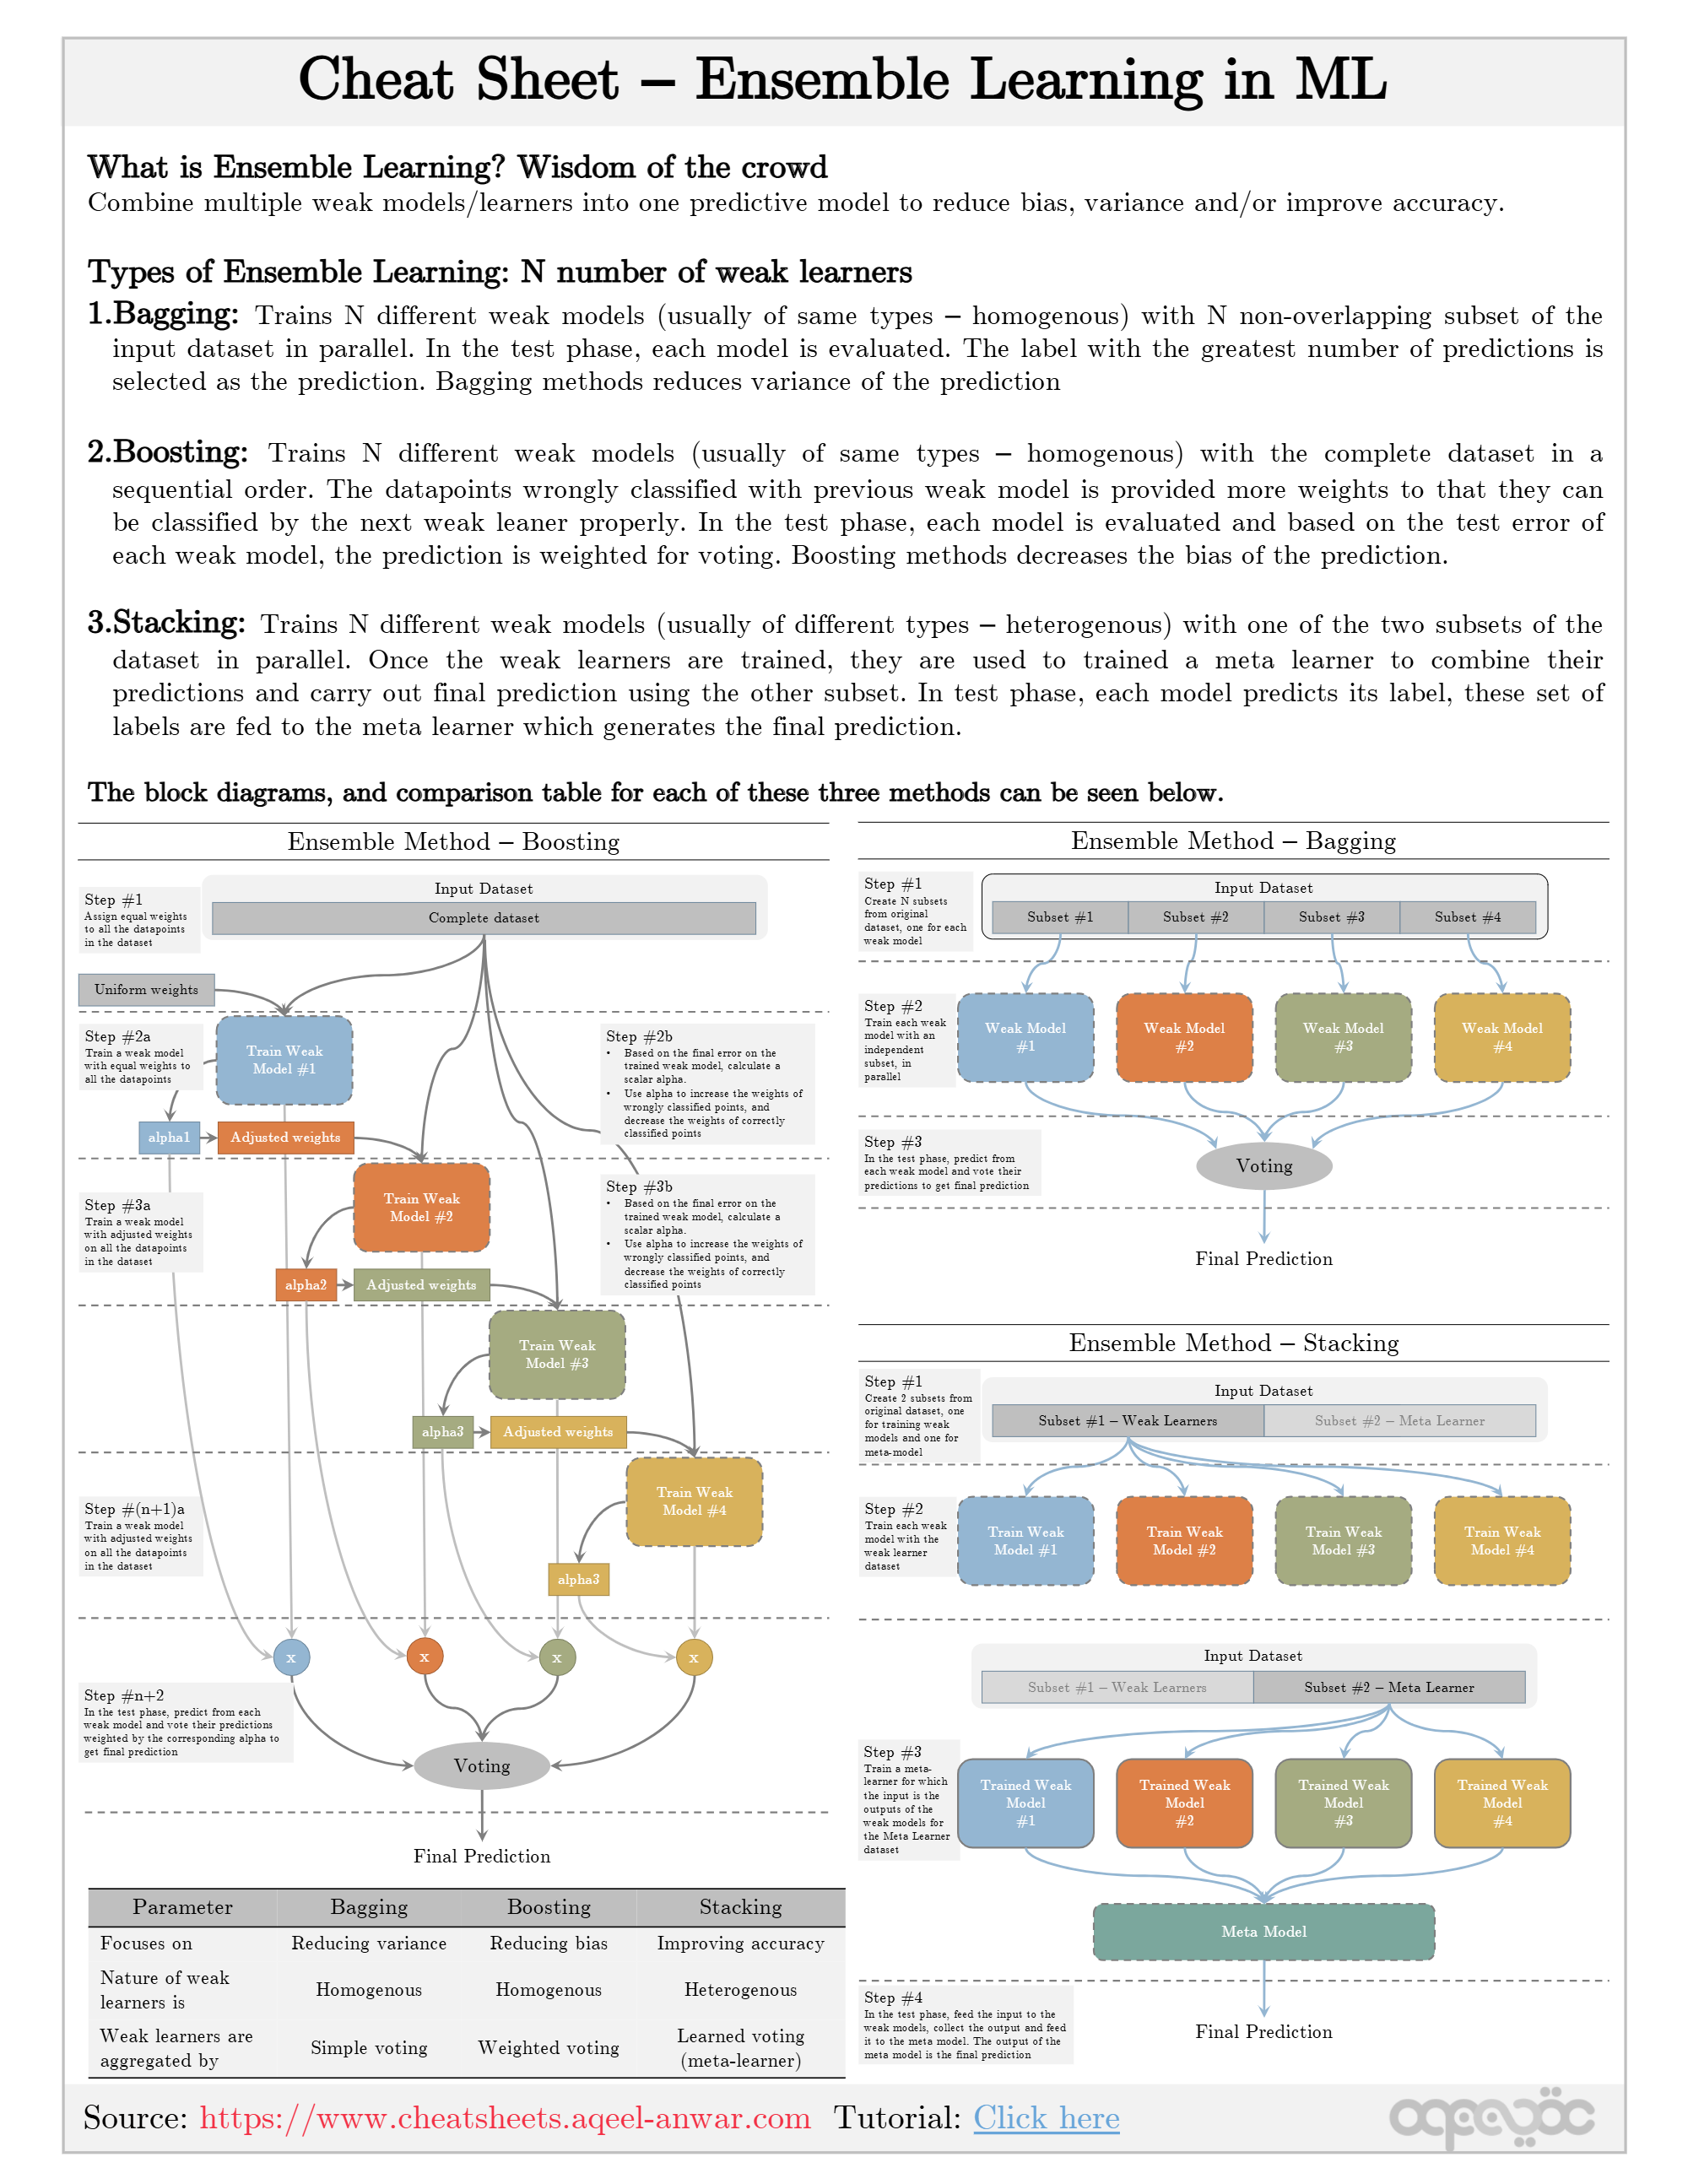 Cheat Sheet – Ensemble Learning in ML
What is Ensemble Learning? Wisdom of the crowd
Combine multiple weak models/learners into one predictive model to reduce bias, variance and/or improve accuracy.
Types of Ensemble Learning: N number of weak learners
1.Bagging: Trains N different weak models (usually of same types – homogenous) with N non-overlapping subset of the
input dataset in parallel. In the test phase, each model is evaluated. The label with the greatest number of predictions is
selected as the prediction. Bagging methods reduces variance of the prediction
2.Boosting: Trains N different weak models (usually of same types – homogenous) with the complete dataset in a
sequential order. The datapoints wrongly classified with previous weak model is provided more weights to that they can
be classified by the next weak leaner properly. In the test phase, each model is evaluated and based on the test error of
each weak model, the prediction is weighted for voting. Boosting methods decreases the bias of the prediction.
3.Stacking: Trains N different weak models (usually of different types – heterogenous) with one of the two subsets of the
dataset in parallel. Once the weak learners are trained, they are used to trained a meta learner to combine their
predictions and carry out final prediction using the other subset. In test phase, each model predicts its label, these set of
labels are fed to the meta learner which generates the final prediction.
The block diagrams, and comparison table for each of these three methods can be seen below.
Ensemble Method – Boosting
Step #1
Assign equal weights
to all the datapoints
in the dataset
Input Dataset
Complete dataset
Uniform weights
Step #2a
Train a weak model
with equal weights to
all the datapoints
Train Weak
Model #1
alpha1
Adjusted weights
Step #2b
• Based on the final error on the
trained weak model, calculate a
scalar alpha.
• Use alpha to increase the weights of
wrongly classified points, and
decrease the weights of correctly
classified points
Step #3a
Train a weak model
with adjusted weights
on all the datapoints
in the dataset
Train Weak
Model #2
alpha2
Adjusted weights
Step #3b
• Based on the final error on the
trained weak model, calculate a
scalar alpha.
• Use alpha to increase the weights of
wrongly classified points, and
decrease the weights of correctly
classified points
Train Weak
Model #3
alpha3
Adjusted weights
Step #(n+1)a
Train a weak model
with adjusted weights
on all the datapoints
in the dataset
Train Weak
Model #4
alpha3
x
x
x
x
Step #n+2
In the test phase, predict from each
weak model and vote their predictions
weighted by the corresponding alpha to
get final prediction
Voting
Final Prediction
Parameter Bagging Boosting Stacking
Focuses on Reducing variance Reducing bias Improving accuracy
Nature of weak
learners is Homogenous Homogenous Heterogenous
Weak learners are
aggregated by Simple voting Weighted voting Learned voting
(meta-learner)
Ensemble Method – Bagging
Step #1
Create N subsets
from original
dataset, one for each
weak model
Input Dataset
Subset #1 Subset #2 Subset #3 Subset #4
Step #2
Train each weak
model with an
independent
subset, in
parallel
Weak Model
#1
Weak Model
#2
Weak Model
#3
Weak Model
#4
Step #3
In the test phase, predict from
each weak model and vote their
predictions to get final prediction
Voting
Final Prediction
Ensemble Method – Stacking
Step #1
Create 2 subsets from
original dataset, one
for training weak
models and one for
meta-model
Input Dataset
Subset #1 – Weak Learners Subset #2 – Meta Learner
Step #2
Train each weak
model with the
weak learner
dataset
Train Weak
Model #1
Train Weak
Model #2
Train Weak
Model #3
Train Weak
Model #4
Input Dataset
Subset #1 – Weak Learners Subset #2 – Meta Learner
Step #3
Train a meta-
learner for which
the input is the
outputs of the
weak models for
the Meta Learner
dataset
Trained Weak
Model
#1
Trained Weak
Model
#2
Trained Weak
Model
#3
Trained Weak
Model
#4
Meta Model
Step #4
In the test phase, feed the input to the
weak models, collect the output and feed
it to the meta model. The output of the
meta model is the final prediction
Final Prediction
Source: https://www.cheatsheets.aqeel-anwar.com Tutorial: Click here